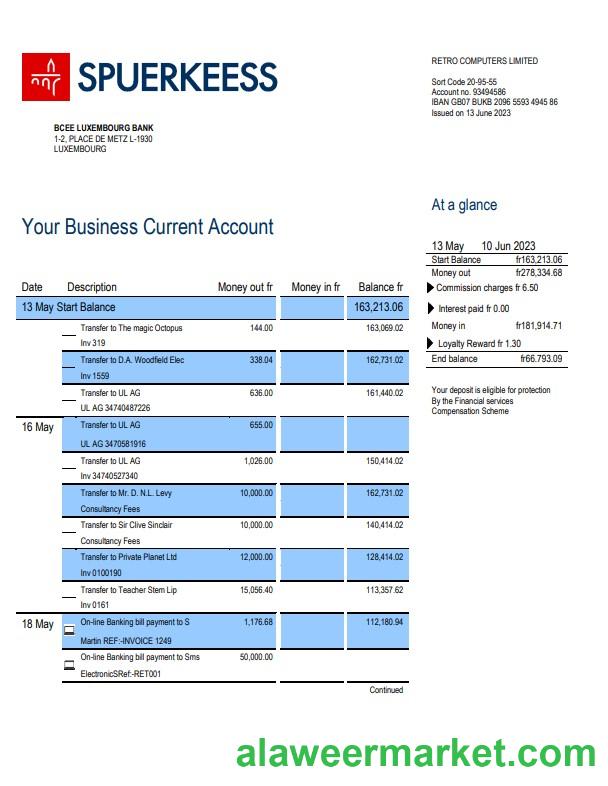 SPUERKEESS
BCEE LUXEMBOURG BANK
1-2, PLACE DE METZ L-1930
LUXEMBOURG
RETRO COMPUTERS LIMITED
Sort Code 20-95-55
Account no. 93494586
IBAN GB07 BUKB 2096 5593 4945 86
Issued on 13 June 2023
Your Business Current Account
Date Description Money out fr Money in fr Balance fr
13 May Start Balance 163,213.06
Transfer to The magic Octopus 144.00 163,069.02
Inv 319
Transfer to D.A. Woodfield Elec 338.04 162,731.02
Inv 1559
Transfer to UL AG 636.00 161,440.02
UL AG 34740487226
16 May Transfer to UL AG 655.00
UL AG 3470581916
Transfer to UL AG 1,026.00 150,414.02
Inv 34740527340
Transfer to Mr. D. N.L. Levy 10,000.00 162,731.02
Consultancy Fees
Transfer to Sir Clive Sinclair 10,000.00 140,414.02
Consultancy Fees
Transfer to Private Planet Ltd 12,000.00 128,414.02
Inv 0100190
Transfer to Teacher Stem Lip 15,056.40 113,357.62
Inv 0161
18 May On-line Banking bill payment to S 1,176.68 112,180.94
Martin REF:-INVOICE 1249
On-line Banking bill payment to Sms 50,000.00
ElectronicSRef:-RET001
Continued
At a glance
13 May 10 Jun 2023
Start Balance fr163,213.06
Money out fr278,334.68
Commission charges fr 6.50
Interest paid fr 0.00
Money in fr181,914.71
Loyalty Reward fr 1.30
End balance fr66.793.09
Your deposit is eligible for protection
By the Financial services
Compensation Scheme
alaweermarket.com